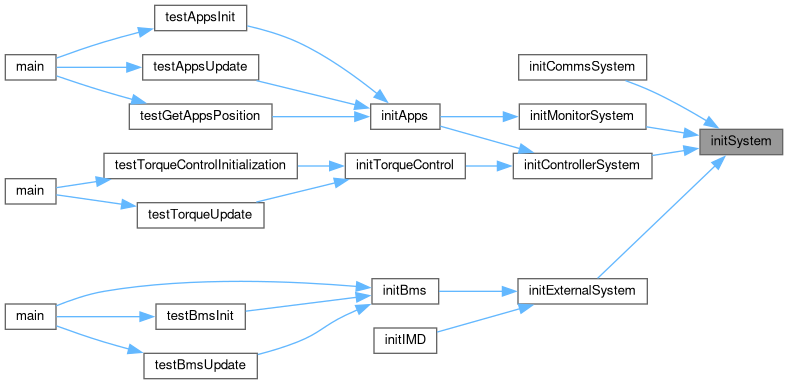 testAppsInit
main
testAppsUpdate
testGetAppsPosition
initApps
initCommsSystem
initMonitorSystem
initSystem
initControllerSystem
main
testTorqueControlInitialization
initTorqueControl
testTorqueUpdate
main
initBms
initExternalSystem
testBmsInit
initIMD
testBmsUpdate